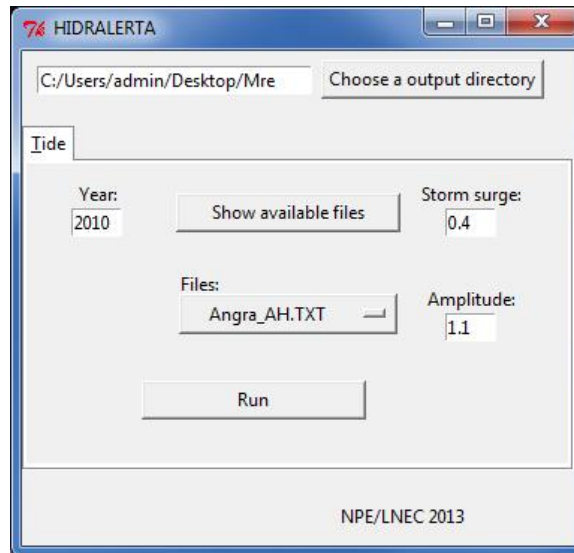 HIDRALERTA
C:/Users/admin/Desktop/Mre
Choose a output directory
Tide
Year:
2010
Show available files
Storm surge:
0.4
Files:
Angra_AH.TXT
Amplitude:
1.1
Run
NPE/LNEC 2013